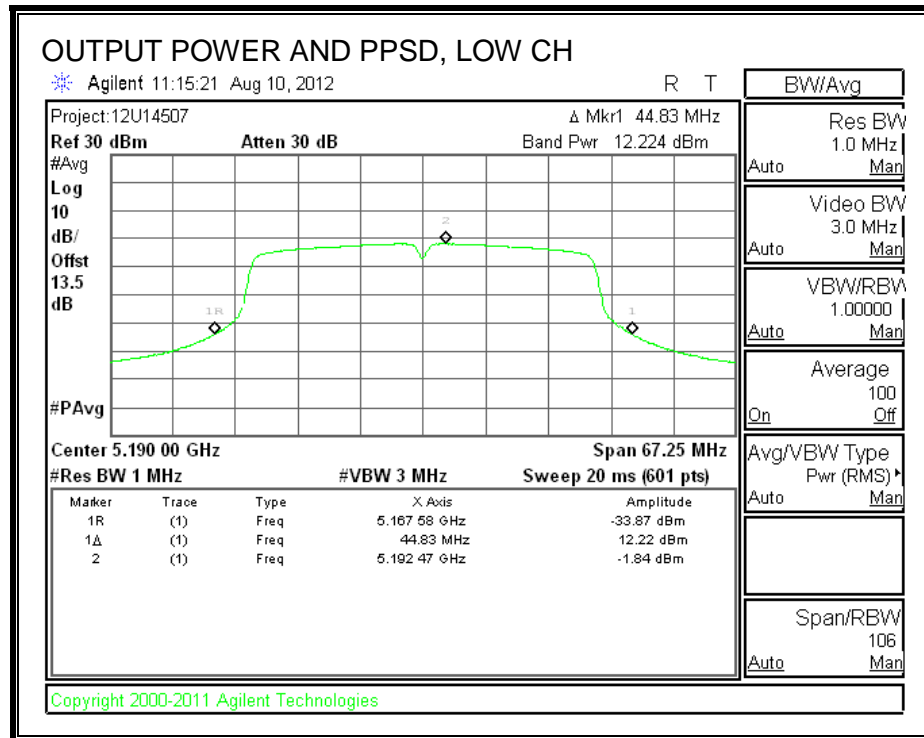 OUTPUT POWER AND PPSD, LOW CH
Agilent 11:15:21 Aug 10, 2012 R T
Project:12U14507 Δ Mkr1 44.83 MHz
Ref 30 dBm Atten 30 dB Band Pwr 12.224 dBm
#Avg
Log
10
dB/
Offst
13.5
dB
#PAvg
2
1R
1
Center 5.190 00 GHz Span 67.25 MHz
#Res BW 1 MHz #VBW 3 MHz Sweep 20 ms (601 pts)
Marker Trace Type X Axis Amplitude
1R (1) Freq 5.167 58 GHz -33.87 dBm
1Δ (1) Freq 44.83 MHz 12.22 dBm
2 (1) Freq 5.192 47 GHz -1.84 dBm
BW/Avg
Res BW
1.0 MHz
Auto Man
Video BW
3.0 MHz
Auto Man
VBW/RBW
1.00000
Auto Man
Average
100
On Off
Avg/VBW Type
Pwr (RMS)
Auto Man
Span/RBW
106
Auto Man
Copyright 2000-2011 Agilent Technologies